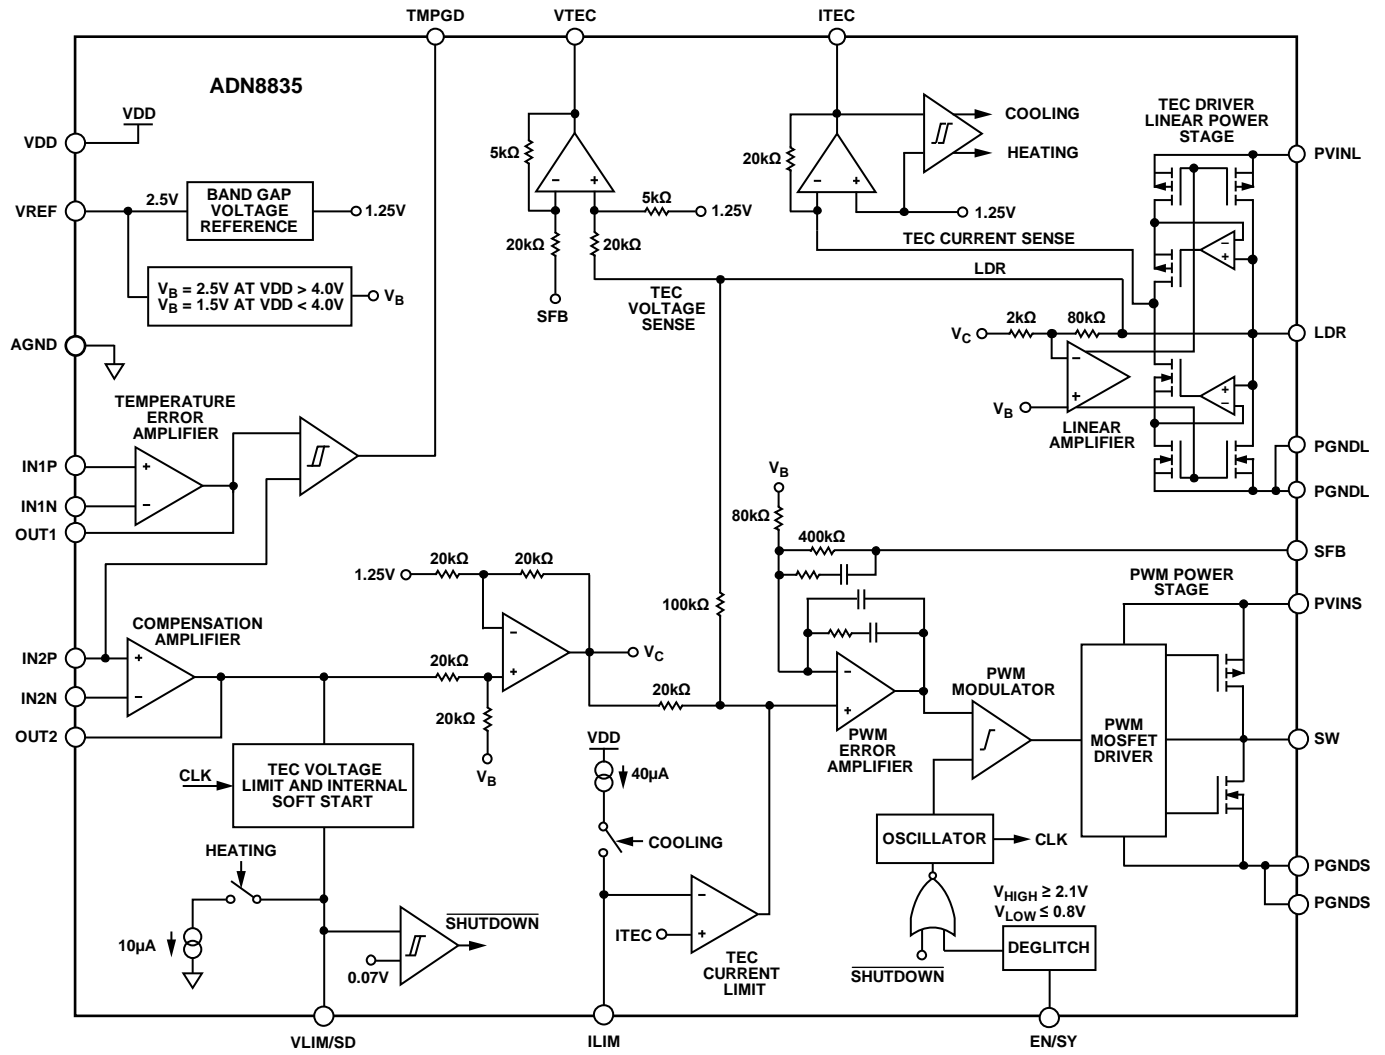 TMPGD
VTEC
ITEC
ADN8835
VDD
VDD
VREF
2.5V
BAND GAP
VOLTAGE
REFERENCE
1.25V
VB = 2.5V AT VDD > 4.0V
VB = 1.5V AT VDD < 4.0V
VB
AGND
5kΩ
5kΩ
1.25V
20kΩ
20kΩ
SFB
TEC
VOLTAGE
SENSE
20kΩ
COOLING
HEATING
1.25V
TEC CURRENT SENSE
LDR
TEC DRIVER
LINEAR POWER
STAGE
PVINL
VC
2kΩ
80kΩ
LDR
VB
LINEAR
AMPLIFIER
PGNDL
PGNDL
TEMPERATURE
ERROR
AMPLIFIER
IN1P
IN1N
OUT1
VB
80kΩ
400kΩ
SFB
1.25V
20kΩ
20kΩ
100kΩ
PWM POWER
STAGE
PVINS
COMPENSATION
AMPLIFIER
IN2P
IN2N
OUT2
20kΩ
20kΩ
VB
VC
20kΩ
PWM
ERROR
AMPLIFIER
PWM
MODULATOR
PWM
MOSFET
DRIVER
SW
CLK
TEC VOLTAGE
LIMIT AND INTERNAL
SOFT START
VDD
40µA
COOLING
OSCILLATOR
CLK
HEATING
10µA
0.07V
SHUTDOWN
ITEC
TEC
CURRENT
LIMIT
SHUTDOWN
VHIGH ≥ 2.1V
VLOW ≤ 0.8V
DEGLITCH
PGNDS
PGNDS
VLIM/SD
ILIM
EN/SY